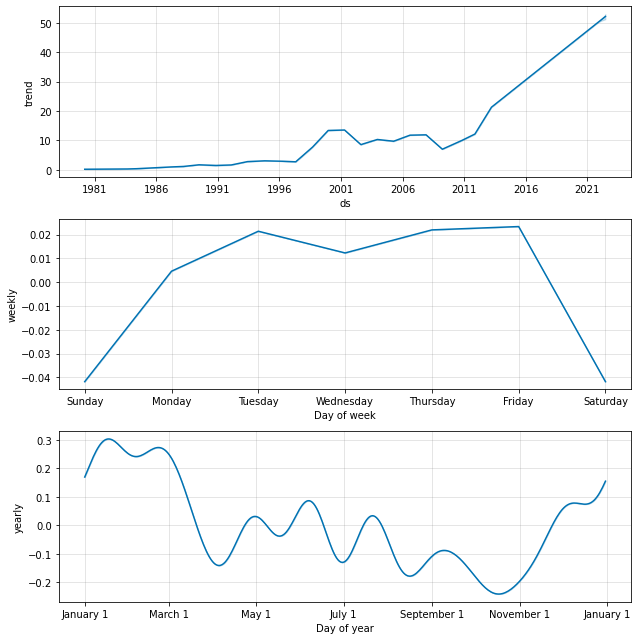 50
40
30
20
10
0
trend
1981 1986 1991 1996 2001 2006 2011 2016 2021
ds
0.02
0.01
0.00
−0.01
−0.02
−0.03
−0.04
weekly
Sunday Monday Tuesday Wednesday Thursday Friday Saturday
Day of week
0.3
0.2
0.1
0.0
−0.1
−0.2
yearly
January 1 March 1 May 1 July 1 September 1 November 1 January 1
Day of year